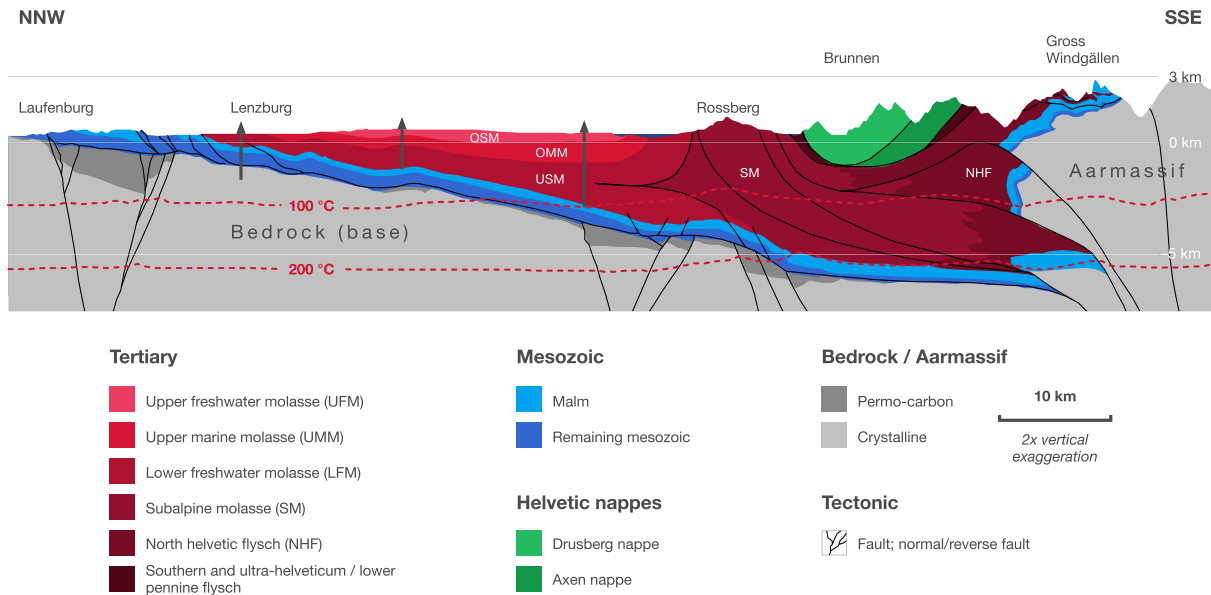 NNW
SSE
Gross
Windgällen
Brunnen
3 km
Laufenburg
Lenzburg
Rossberg
OSM
0 km
OMM
USM
SM
NHF
Aarmassif
100 °C
Bedrock (base)
-5 km
200 °C
Tertiary
Upper freshwater molasse (UFM)
Upper marine molasse (UMM)
Lower freshwater molasse (LFM)
Subalpine molasse (SM)
North helvetic flysch (NHF)
Southern and ultra-helveticum / lower
pennine flysch
Mesozoic
Malm
Remaining mesozoic
Helvetic nappes
Drusberg nappe
Axen nappe
Bedrock / Aarmassif
Permo-carbon
Crystalline
10 km
2x vertical
exaggeration
Tectonic
Fault; normal/reverse fault